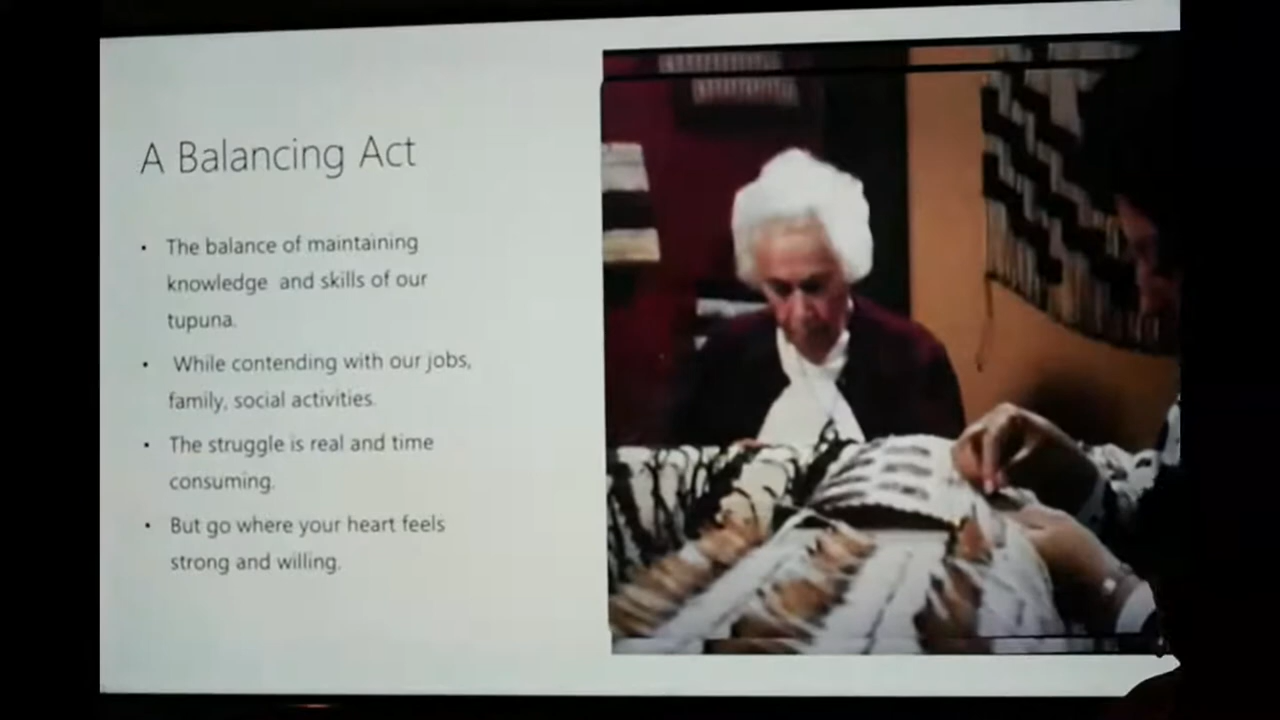 A Balancing Act
• The balance of maintaining
knowledge and skills of our
tupuna.
• While contending with our jobs,
family, social activities.
• The struggle is real and time
consuming.
• But go where your heart feels
strong and willing.